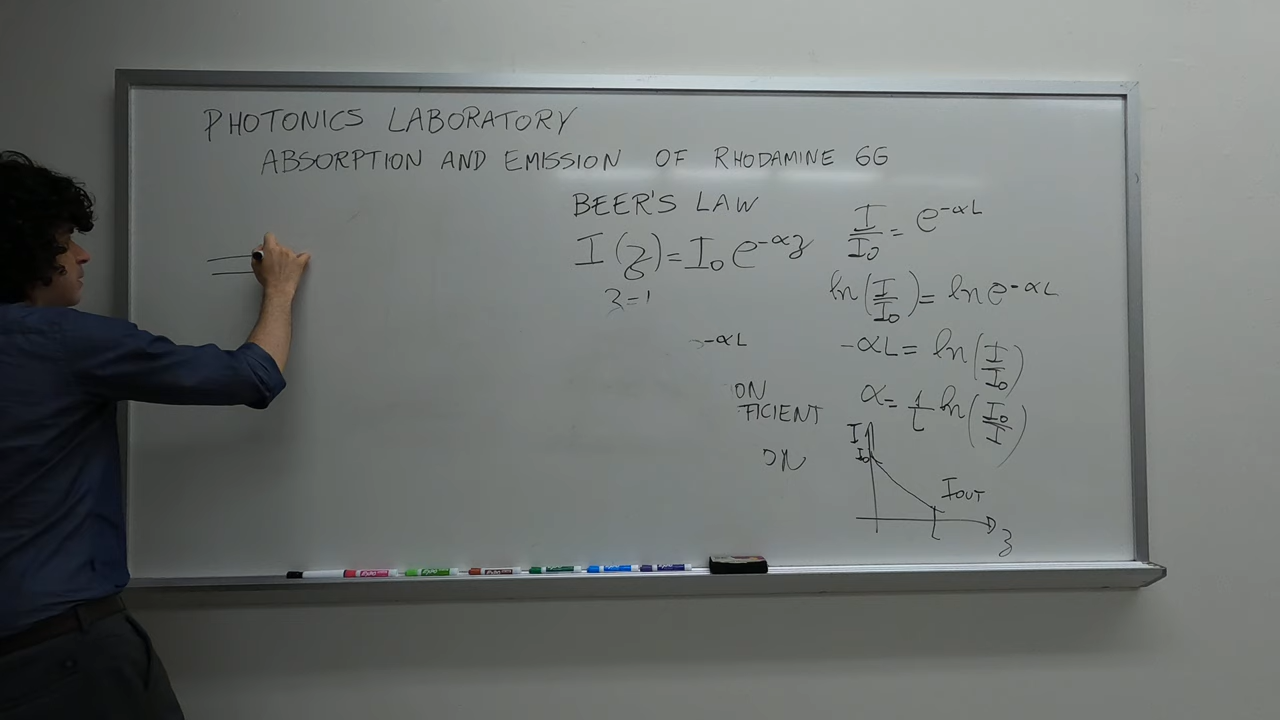 PHOTONICS LABORATORY
ABSORPTION AND EMISSION OF RHODAMINE 6G
BEER'S LAW
I(z)=I₀e^-αz
z=1
-αL
ON
FICIENT
ON
I/I₀ = e^-αL
ln(I/I₀) = ln e^-αL
-αL = ln(I/I₀)
α = 1/L ln(I₀/I)
I
I₀
IOUT
L
z